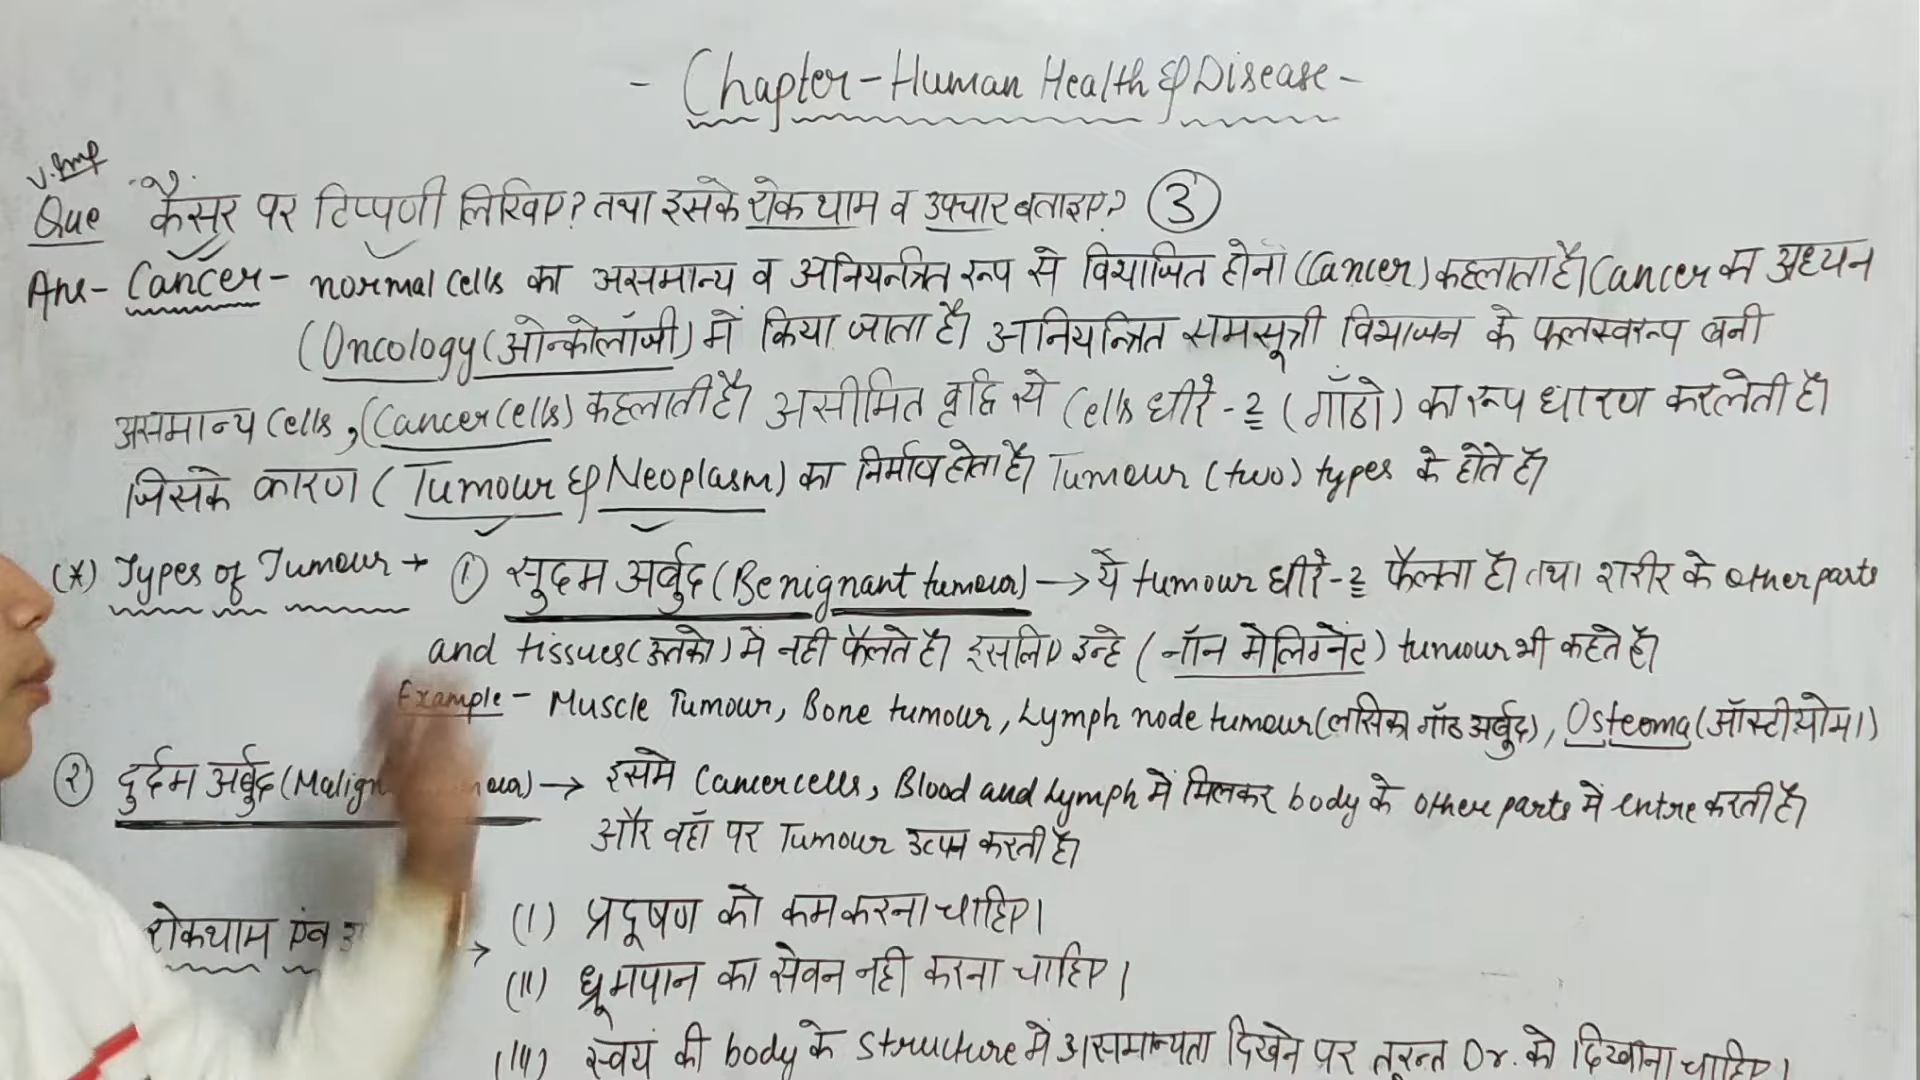 - Chapter - Human Health & Disease -
v.Imp
Que कैंसर पर टिप्पणी लिखिए? तथा इसके रोकथाम व उपचार बताइए? ③
Ans- Cancer - normal cells का असमान्य व अनियन्त्रित रूप से विभाजित होना (Cancer) कहलाता है। Cancer का अध्यन
(Oncology (ओन्कोलॉजी) में किया जाता है। अनियन्त्रित समसूत्री विभाजन के फलस्वरूप बनी
असमान्य cells, (Cancer Cells) कहलाती है। असीमित वृद्धि से Cells धीरे-२ (गाँठो) का रूप धारण कर लेती है।
जिसके कारण (Tumour & Neoplasm) का निर्माण होता है। Tumour (two) types के होते है।
(*) Types of Tumour → ① सुदम अर्बुद (Benignant tumour) → ये tumour धीरे-२ फैलता है। तथा शरीर के other parts
and tissues (ऊतको) में नही फैलते है। इसलिए इन्हे (नॉन मेलिग्नेंट) tumour भी कहते है।
Example - Muscle Tumour, Bone tumour, Lymph node tumour (लसिका गाँठ अर्बुद), Osteoma (ऑस्टीयोमा)
② दुर्दम अर्बुद (Malign → इसमे Cancer cells, Blood and Lymph में मिलकर body के other parts में entre करती है।
और वहाँ पर Tumour उत्पन्न करती है।
रोकथाम एंव → (I) प्रदूषण को कम करना चाहिए।
(II) ध्रूमपान का सेवन नही करना चाहिए।
(III) स्वयं की body के structure में असमान्यता दिखने पर तुरन्त Dr. को दिखाना चाहिए।